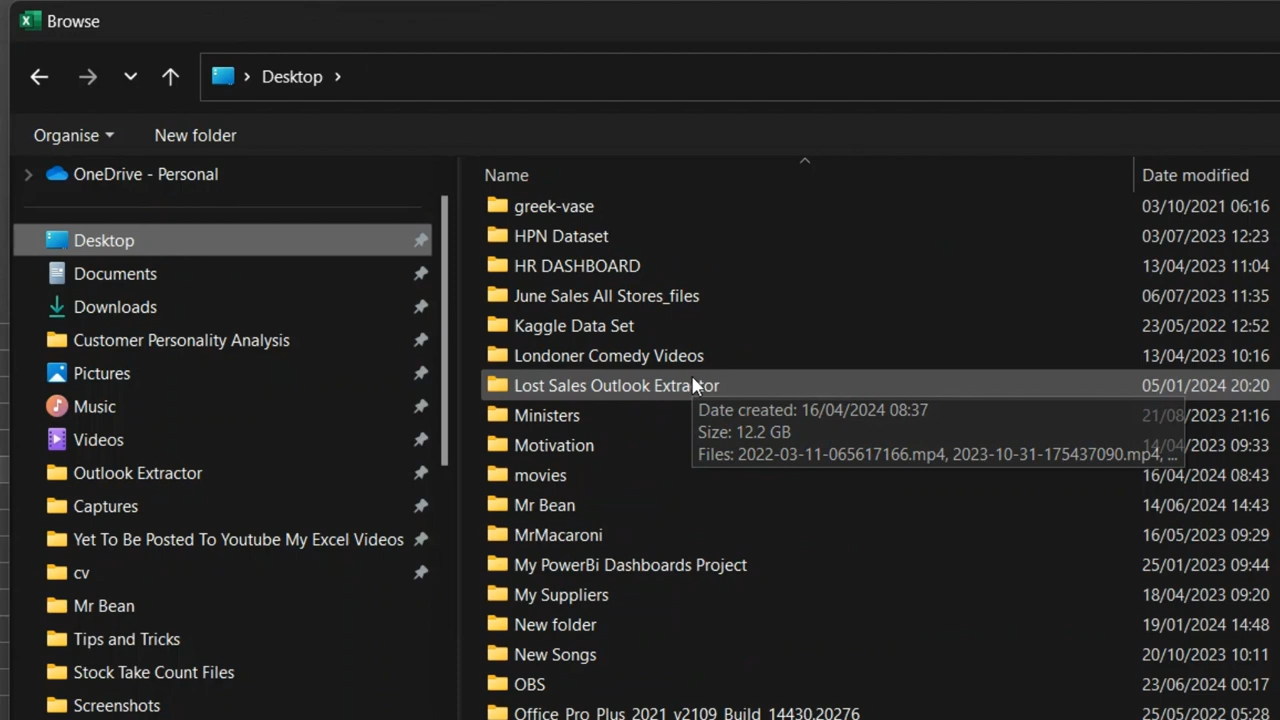 Browse
Desktop
Organise
New folder
OneDrive - Personal
Desktop
Documents
Downloads
Customer Personality Analysis
Pictures
Music
Videos
Outlook Extractor
Captures
Yet To Be Posted To Youtube My Excel Videos
cv
Mr Bean
Tips and Tricks
Stock Take Count Files
Screenshots
Name Date modified
greek-vase 03/10/2021 06:16
HPN Dataset 03/07/2023 12:23
HR DASHBOARD 13/04/2023 11:04
June Sales All Stores_files 06/07/2023 11:35
Kaggle Data Set 23/05/2022 12:52
Londoner Comedy Videos 13/04/2023 10:16
Lost Sales Outlook Extractor 05/01/2024 20:20
Date created: 16/04/2024 08:37
Size: 12.2 GB
Files: 2022-03-11-065617166.mp4, 2023-10-31-175437090.mp4, ...
Ministers 21/08/2023 21:16
Motivation 14/04/2023 09:33
movies 16/04/2024 08:43
Mr Bean 14/06/2024 14:43
MrMacaroni 16/05/2023 09:29
My PowerBi Dashboards Project 25/01/2023 09:44
My Suppliers 18/04/2023 09:20
New folder 19/01/2024 14:48
New Songs 20/10/2023 10:11
OBS 23/06/2024 00:17
Office_Pro_Plus_2021_v2109_Build_14430.20276 25/05/2022 05:28